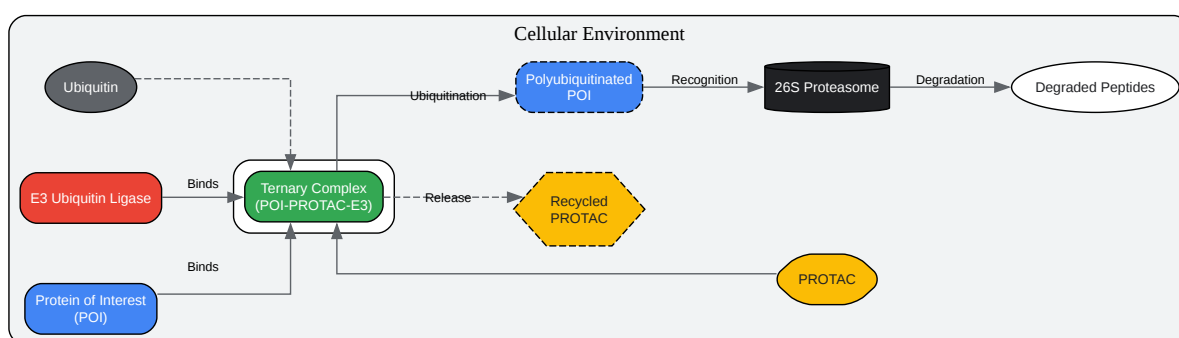 Cellular Environment
Ubiquitin
Polyubiquitinated
POI
Recognition
26S Proteasome
Degradation
Degraded Peptides
Ubiquitination
E3 Ubiquitin Ligase
Binds
Ternary Complex
(POI-PROTAC-E3)
Release
Recycled
PROTAC
Binds
Protein of Interest
(POI)
PROTAC